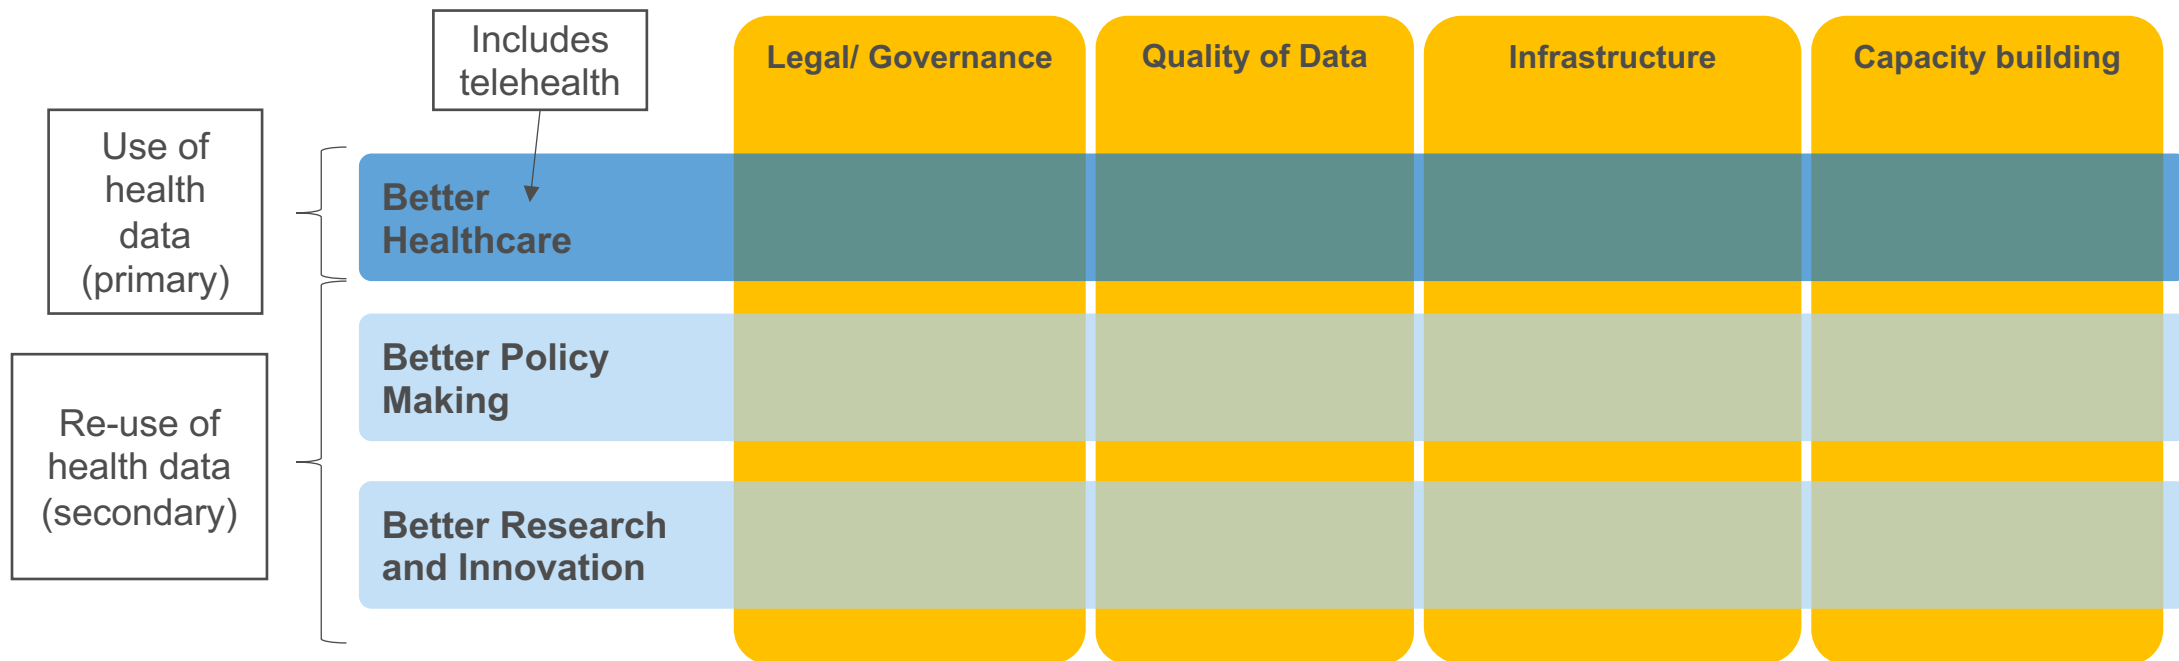 Includes
telehealth
Legal/ Governance
Quality of Data
Infrastructure
Capacity building
Use of
health
data
(primary)
Better
Healthcare
Better Policy
Making
Re-use of
health data
(secondary)
Better Research
and Innovation